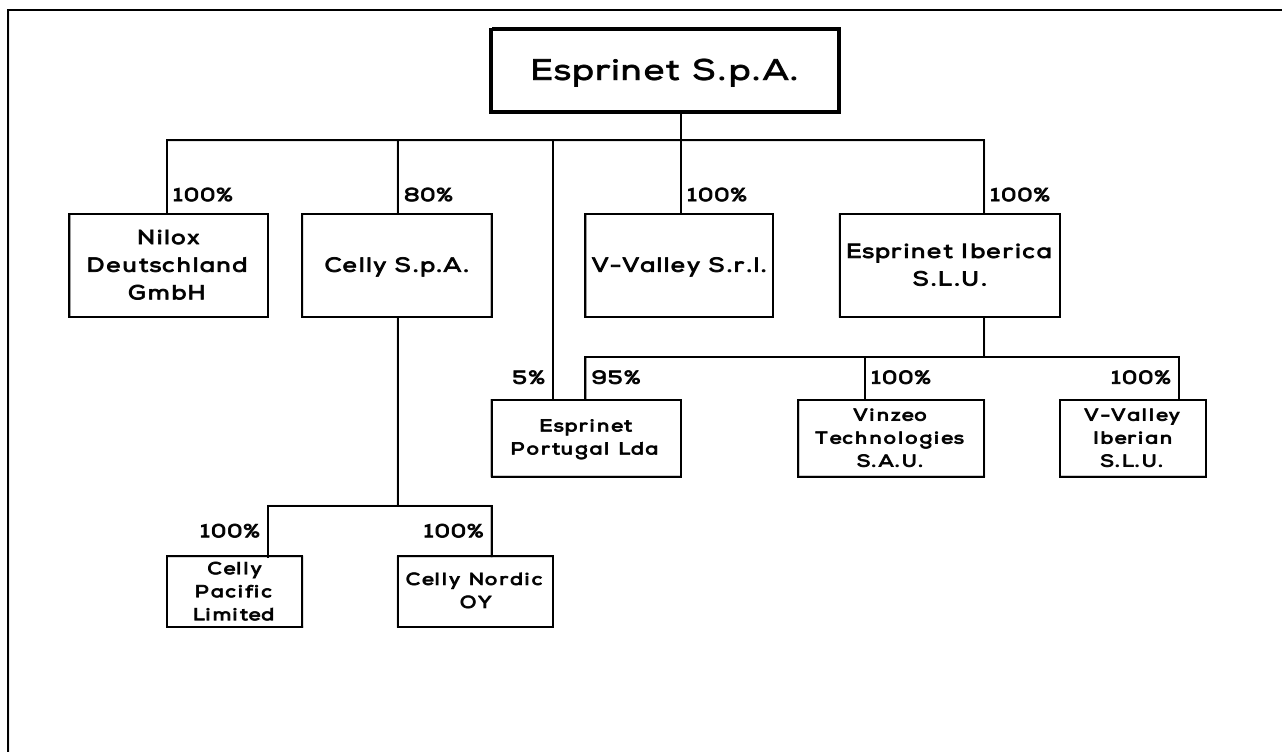 Esprinet S.p.A.
100%
80%
100%
100%
Nilox
Deutschland
GmbH
Celly S.p.A.
V-Valley S.r.l.
Esprinet Iberica
S.L.U.
5%
95%
100%
100%
Esprinet
Portugal Lda
Vinzeo
Technologies
S.A.U.
V-Valley
Iberian
S.L.U.
100%
100%
Celly
Pacific
Limited
Celly Nordic
OY